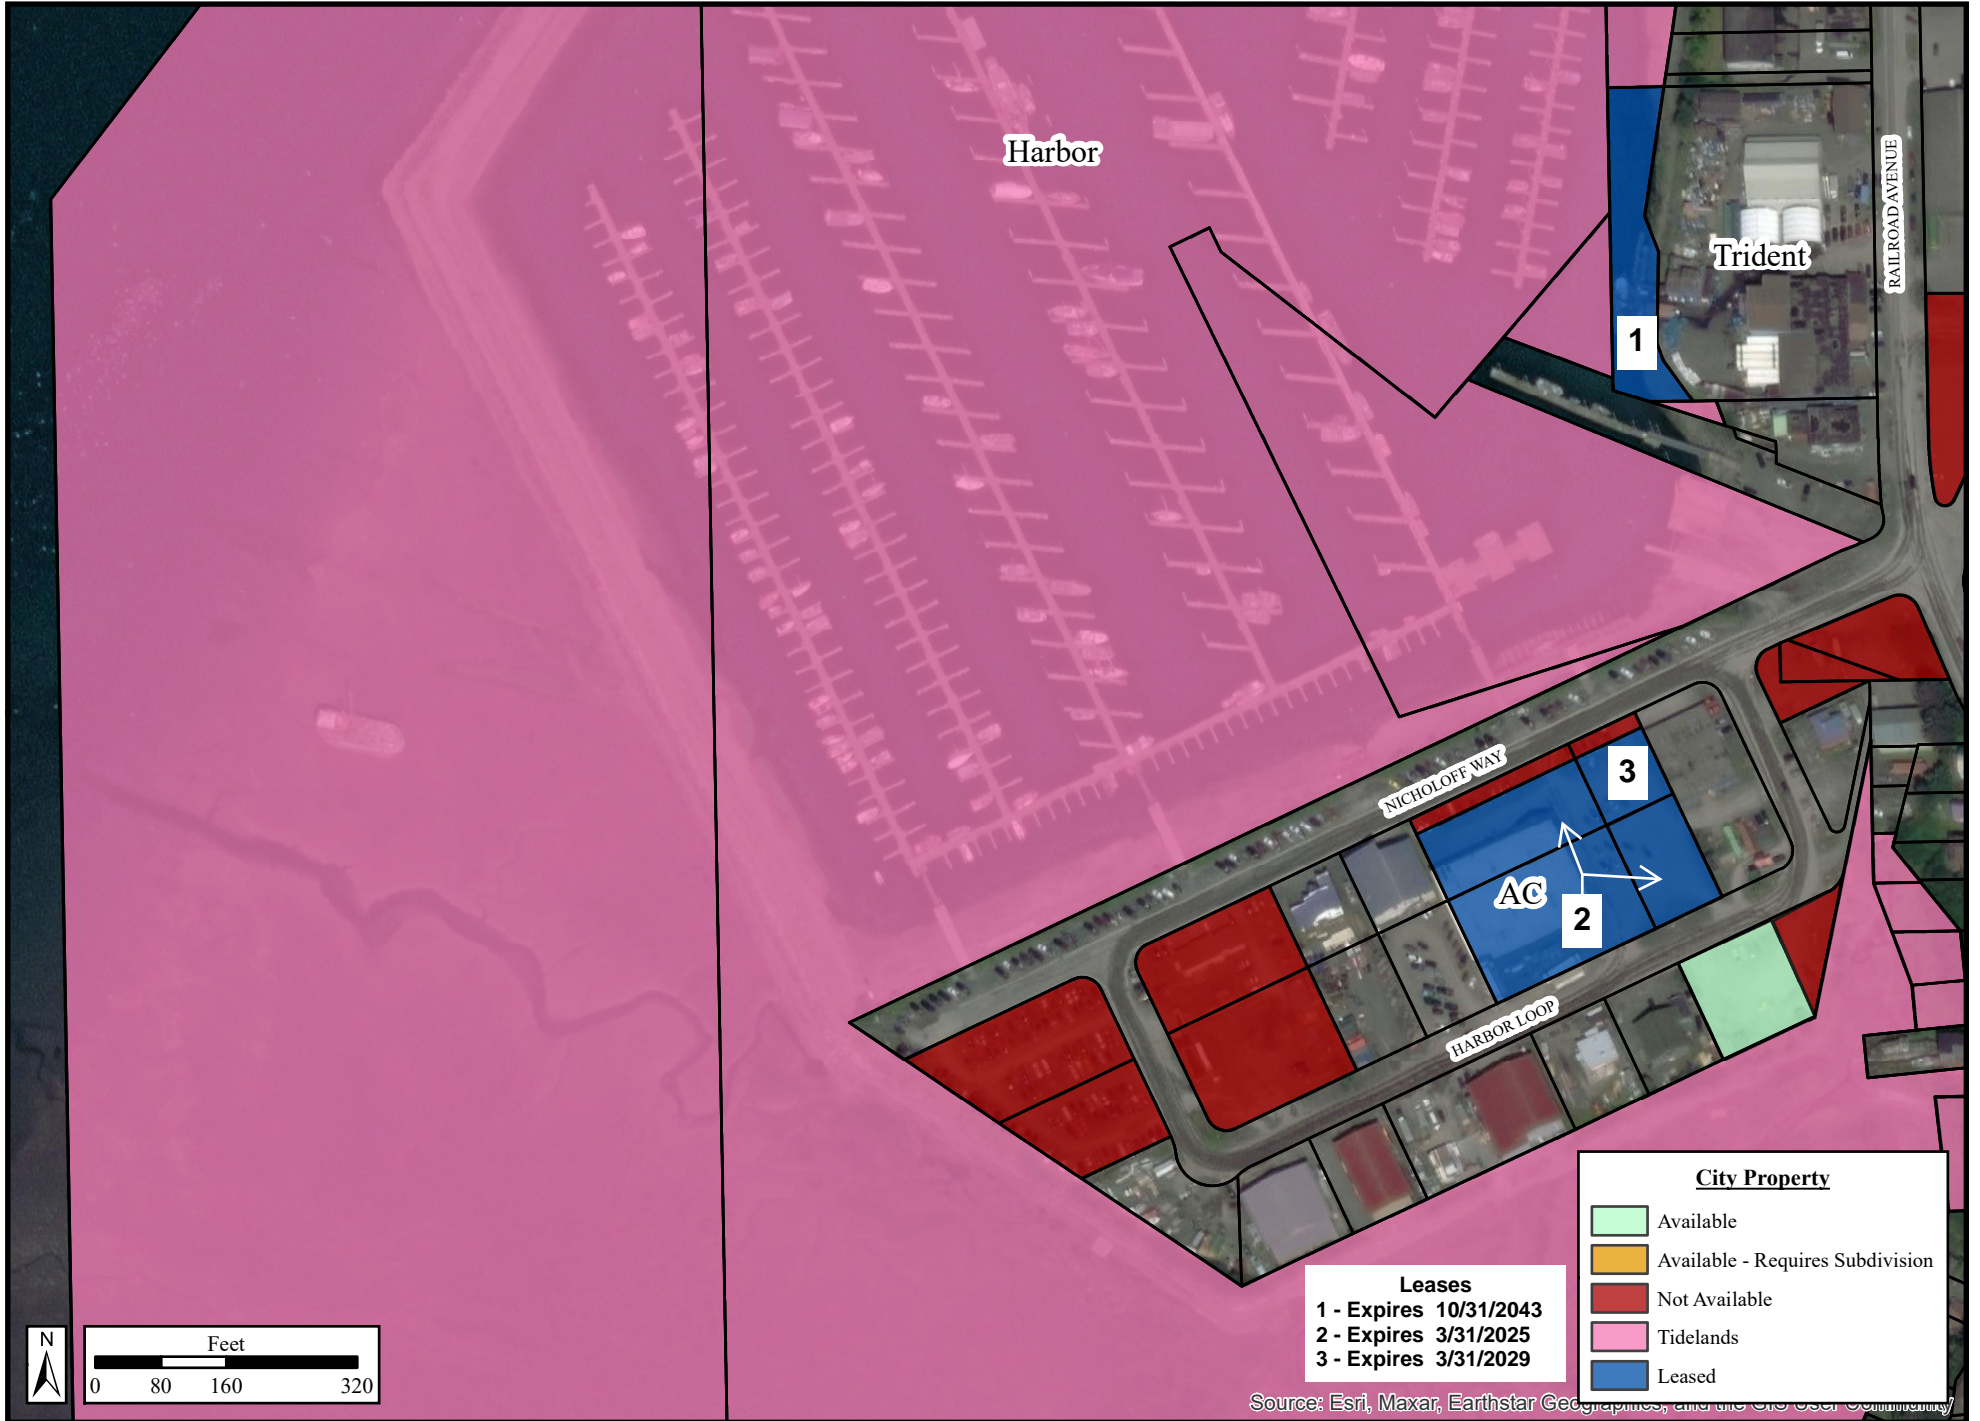 Harbor
Trident
RAILROAD AVENUE
1
NICHOLOFF WAY
3
AC
2
HARBOR LOOP
City Property
Available
Available - Requires Subdivision
Not Available
Tidelands
Leased
Leases
1 - Expires 10/31/2043
2 - Expires 3/31/2025
3 - Expires 3/31/2029
N
Feet
0 80 160 320
Source: Esri, Maxar, Earthstar Geographics, and the GIS User Community